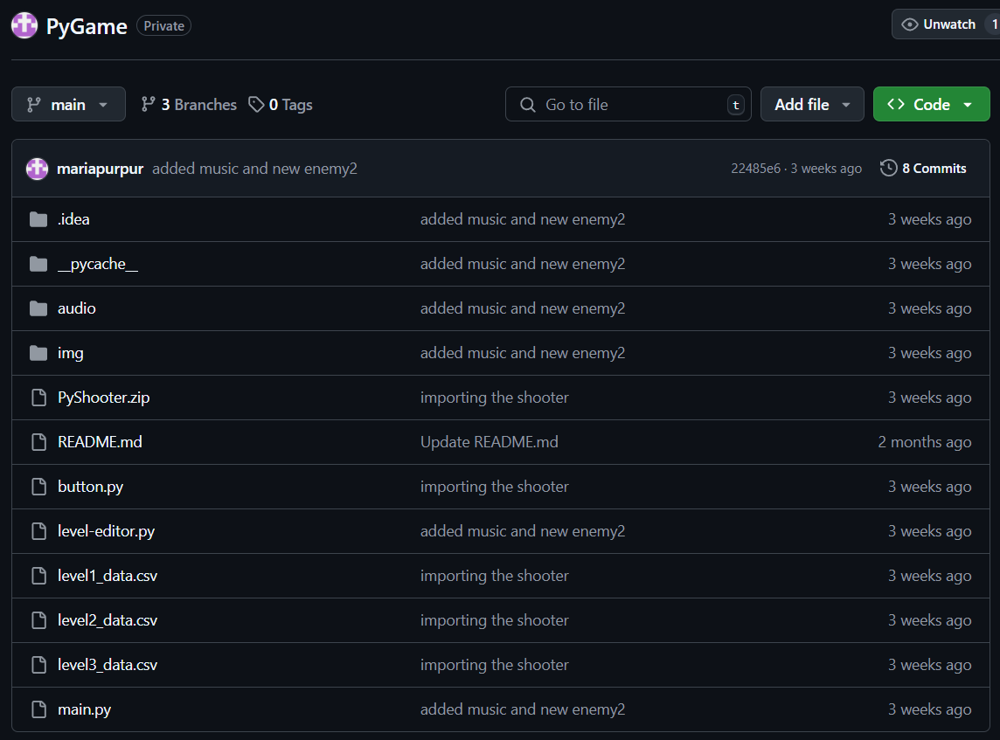 PyGame Private Unwatch 1
main 3 Branches 0 Tags Go to file t Add file Code
mariapurpur added music and new enemy2 22485e6 · 3 weeks ago 8 Commits
.idea added music and new enemy2 3 weeks ago
__pycache__ added music and new enemy2 3 weeks ago
audio added music and new enemy2 3 weeks ago
img added music and new enemy2 3 weeks ago
PyShooter.zip importing the shooter 3 weeks ago
README.md Update README.md 2 months ago
button.py importing the shooter 3 weeks ago
level-editor.py added music and new enemy2 3 weeks ago
level1_data.csv importing the shooter 3 weeks ago
level2_data.csv importing the shooter 3 weeks ago
level3_data.csv importing the shooter 3 weeks ago
main.py added music and new enemy2 3 weeks ago